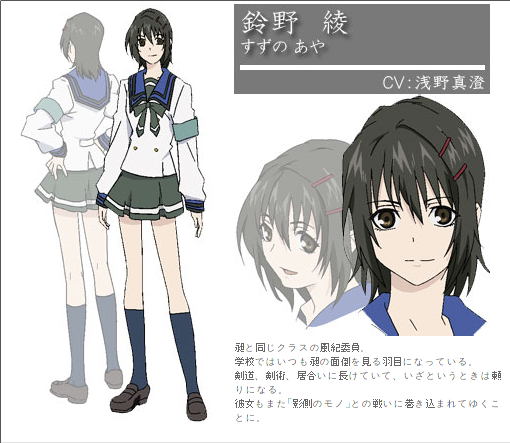 鈴野 綾
すずの あや
CV:浅野真澄
と同じクラスの風紀委員。
学校ではいつもの面倒を見る羽目になっている。
剣道、剣術、居合いに長けていて、いざというときは頼
りになる。
彼女もまた「影側のモノ」との戦いに巻き込まれてゆくこ
とに。